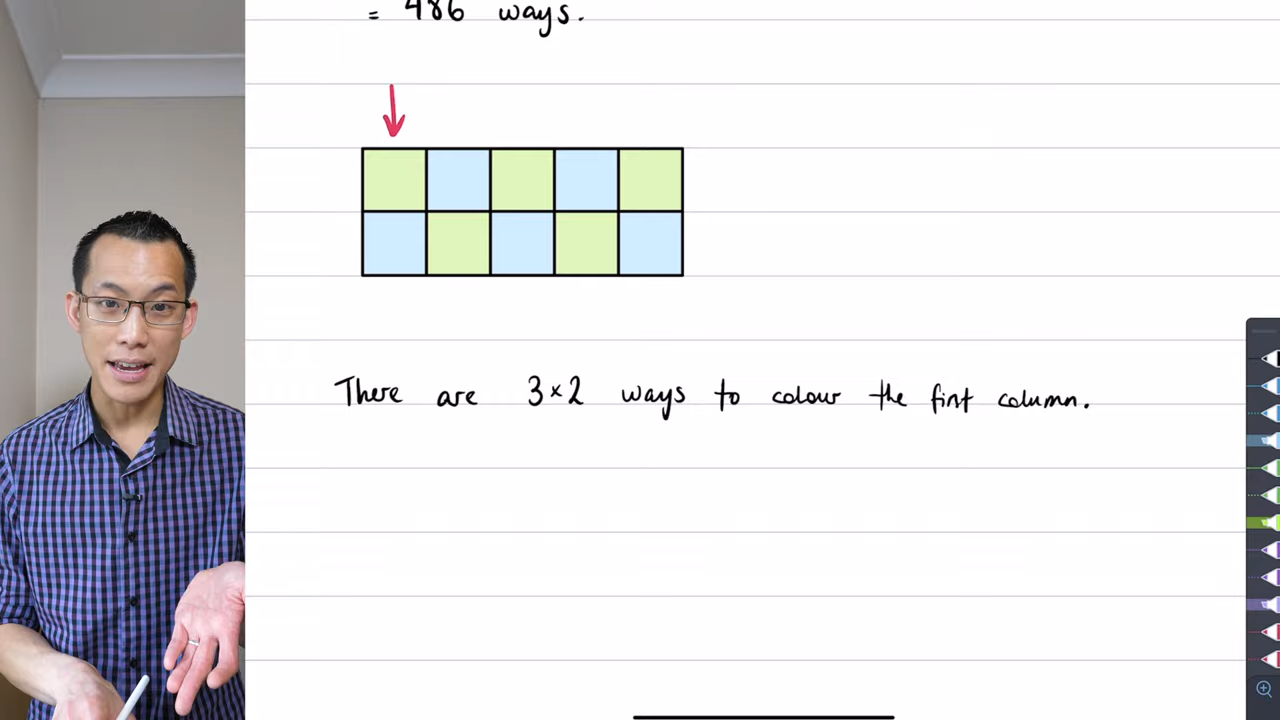 = 486 ways.
There are 3×2 ways to colour the first column.